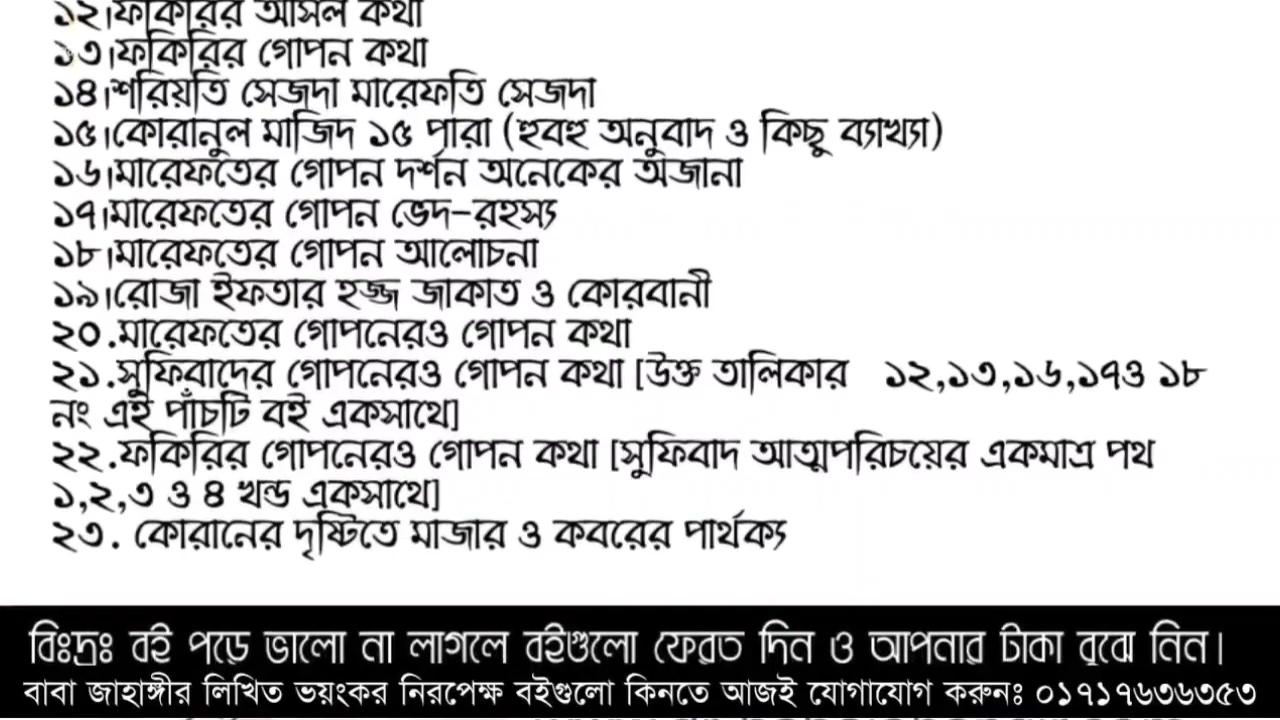 ১২।ফকিরির আসল কথা
১৩।ফকিরির গোপন কথা
১৪।শরিয়তি সেজদা মারেফতি সেজদা
১৫।কোরানুল মাজিদ ১৫ পারা (হুবহু অনুবাদ ও কিছু ব্যাখ্যা)
১৬।মারেফতের গোপন দর্শন অনেকের অজানা
১৭।মারেফতের গোপন ভেদ-রহস্য
১৮।মারেফতের গোপন আলোচনা
১৯।রোজা ইফতার হজ্জ জাকাত ও কোরবানী
২০.মারেফতের গোপনেরও গোপন কথা
২১.সুফিবাদের গোপনেরও গোপন কথা [উক্ত তালিকার ১২,১৩,১৬,১৭ও ১৮
নং এই পাঁচটি বই একসাথে]
২২.ফকিরির গোপনেরও গোপন কথা [সুফিবাদ আত্মপরিচয়ের একমাত্র পথ
১,২,৩ ও ৪ খন্ড একসাথে]
২৩. কোরানের দৃষ্টিতে মাজার ও কবরের পার্থক্য
বিঃদ্রঃ বই পড়ে ভালো না লাগলে বইগুলো ফেরত দিন ও আপনার টাকা বুঝে নিন।
বাবা জাহাঙ্গীর লিখিত ভয়ংকর নিরপেক্ষ বইগুলো কিনতে আজই যোগাযোগ করুনঃ ০১৭১৭৬৩৬৩৫৩